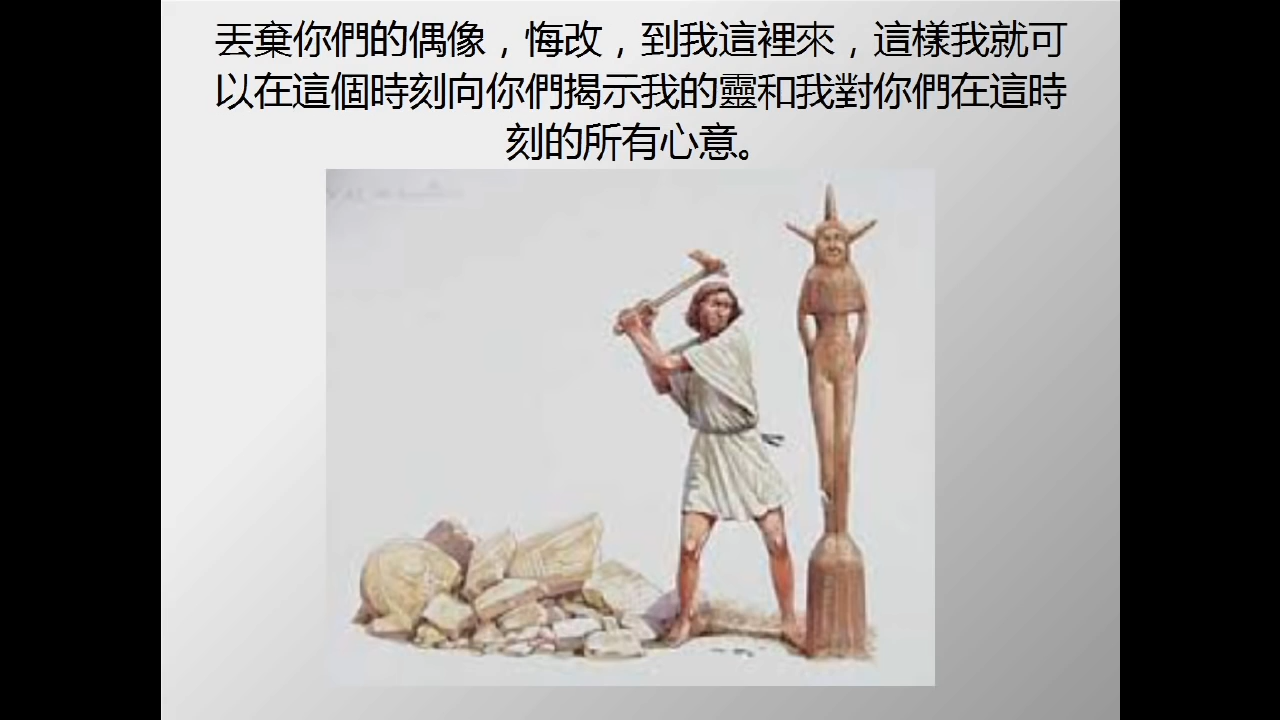 丟棄你們的偶像，悔改，到我這裡來，這樣我就可
以在這個時刻向你們揭示我的靈和我對你們在這時
刻的所有心意。